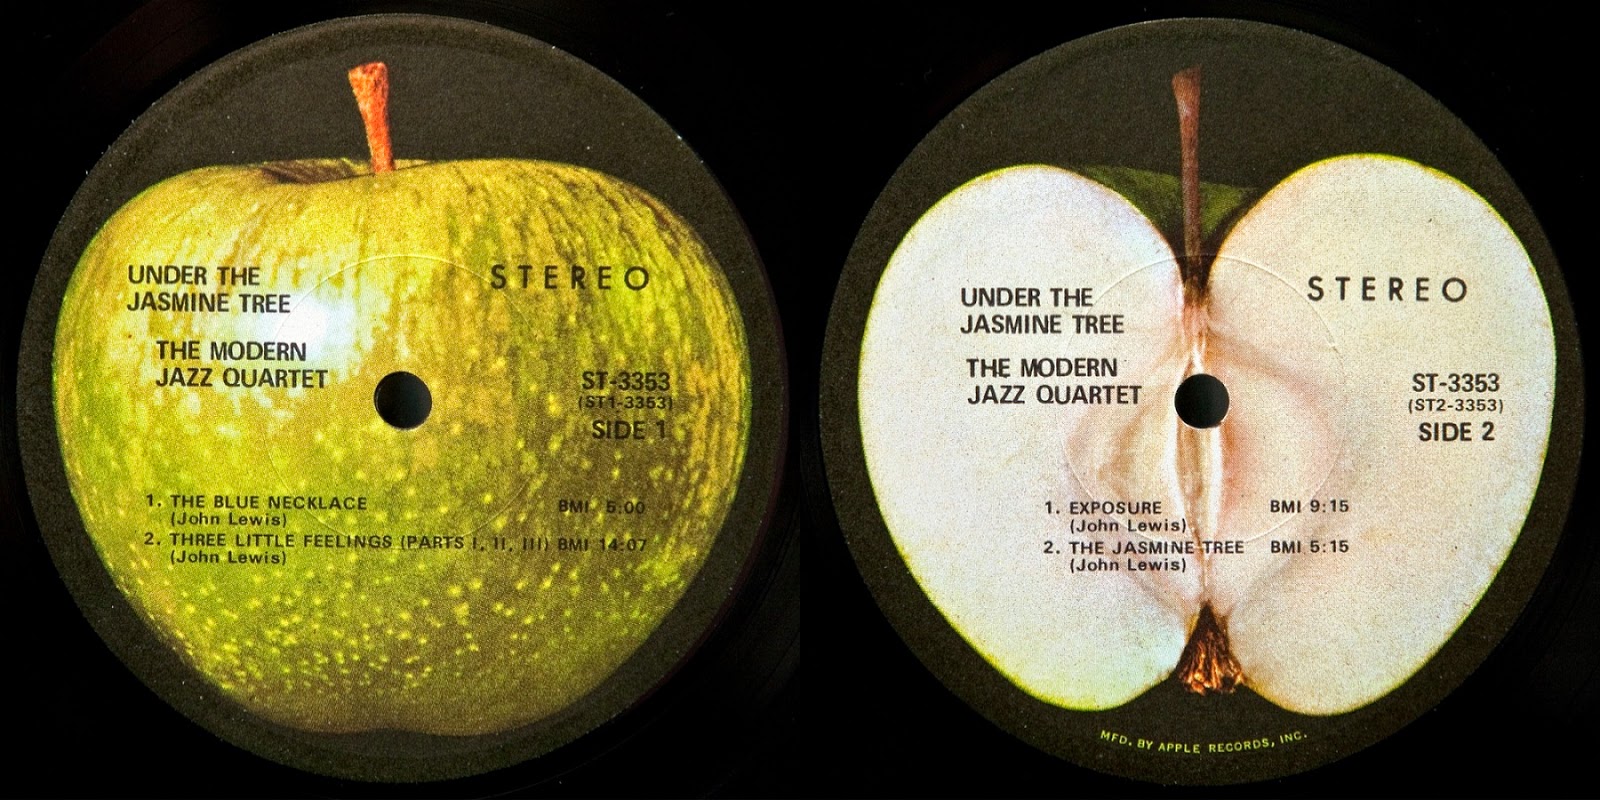 UNDER THE
JASMINE TREE
STEREO
THE MODERN
JAZZ QUARTET
ST-3353
(ST1-3353)
SIDE 1
1. THE BLUE NECKLACE BMI 5:00
(John Lewis)
2. THREE LITTLE FEELINGS (PARTS I, II, III) BMI 14:07
(John Lewis)
UNDER THE
JASMINE TREE
STEREO
THE MODERN
JAZZ QUARTET
ST-3353
(ST2-3353)
SIDE 2
1. EXPOSURE BMI 9:15
(John Lewis)
2. THE JASMINE TREE BMI 5:15
(John Lewis)
MFD. BY APPLE RECORDS, INC.